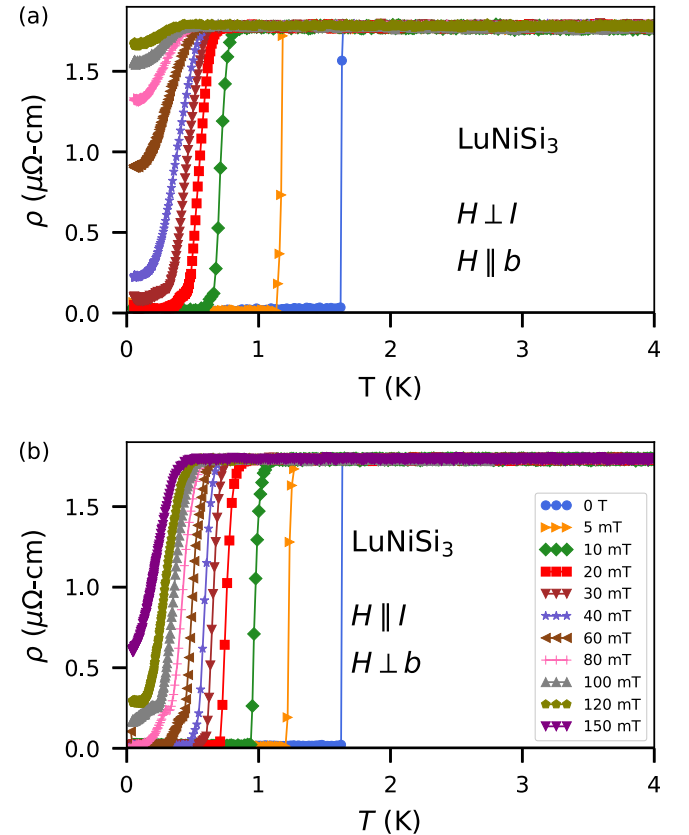 (a)
1.5
1.0
0.5
0.0
ρ (μΩ-cm)
LuNiSi₃
H ⊥ I
H ∥ b
0 1 2 3 4
T (K)
(b)
1.5
1.0
0.5
0.0
ρ (μΩ-cm)
LuNiSi₃
H ∥ I
H ⊥ b
0 T
5 mT
10 mT
20 mT
30 mT
40 mT
60 mT
80 mT
100 mT
120 mT
150 mT
0 1 2 3 4
T (K)